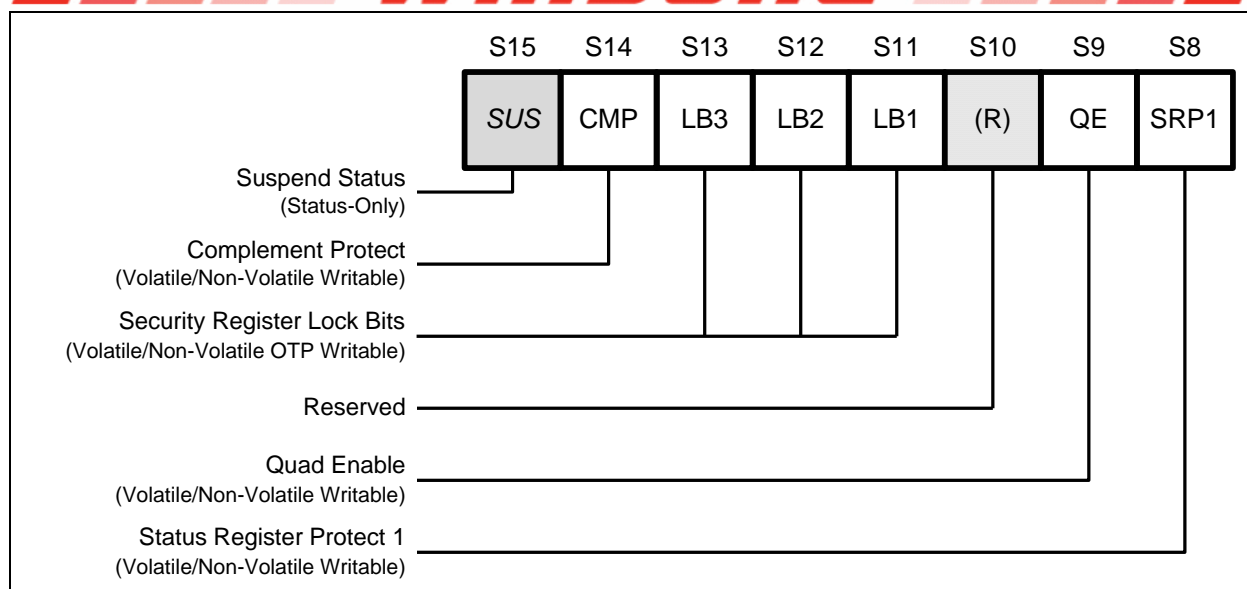 S15 S14 S13 S12 S11 S10 S9 S8
SUS CMP LB3 LB2 LB1 (R) QE SRP1
Suspend Status
(Status-Only)
Complement Protect
(Volatile/Non-Volatile Writable)
Security Register Lock Bits
(Volatile/Non-Volatile OTP Writable)
Reserved
Quad Enable
(Volatile/Non-Volatile Writable)
Status Register Protect 1
(Volatile/Non-Volatile Writable)